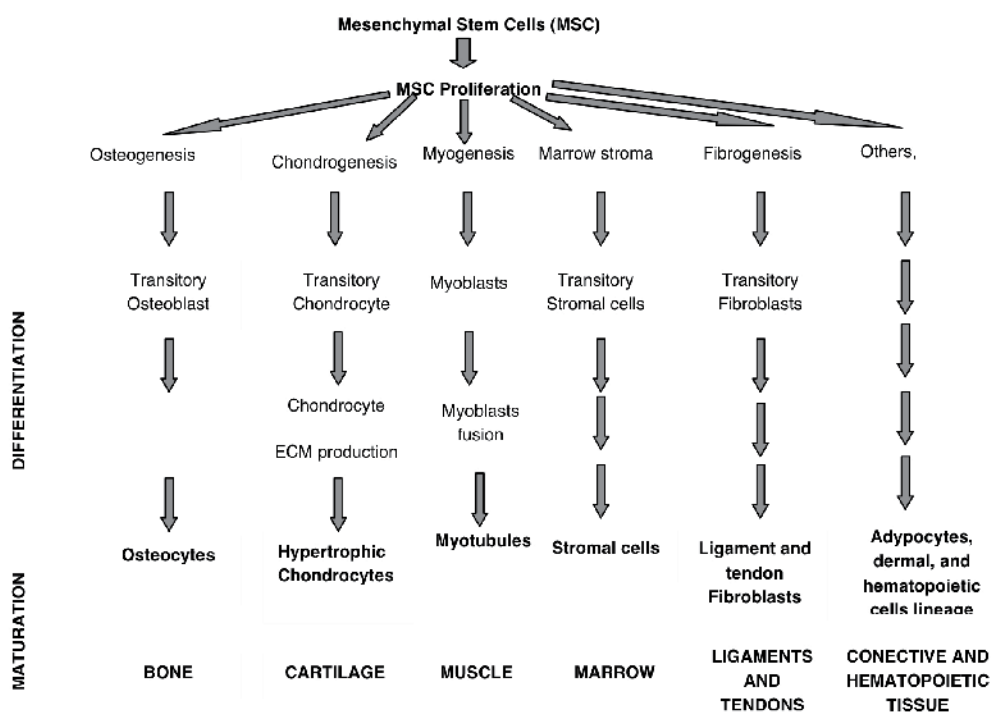 Mesenchymal Stem Cells (MSC)
MSC Proliferation
Osteogenesis
Chondrogenesis
Myogenesis
Marrow stroma
Fibrogenesis
Others,
Transitory
Osteoblast
Transitory
Chondrocyte
Myoblasts
Transitory
Stromal cells
Transitory
Fibroblasts
DIFFERENTIATION
Chondrocyte
ECM production
Myoblasts
fusion
Osteocytes
Hypertrophic
Chondrocytes
Myotubules
Stromal cells
Ligament and
tendon
Fibroblasts
Adypocytes,
dermal, and
hematopoietic
cells lineage
MATURATION
BONE
CARTILAGE
MUSCLE
MARROW
LIGAMENTS
AND
TENDONS
CONECTIVE AND
HEMATOPOIETIC
TISSUE